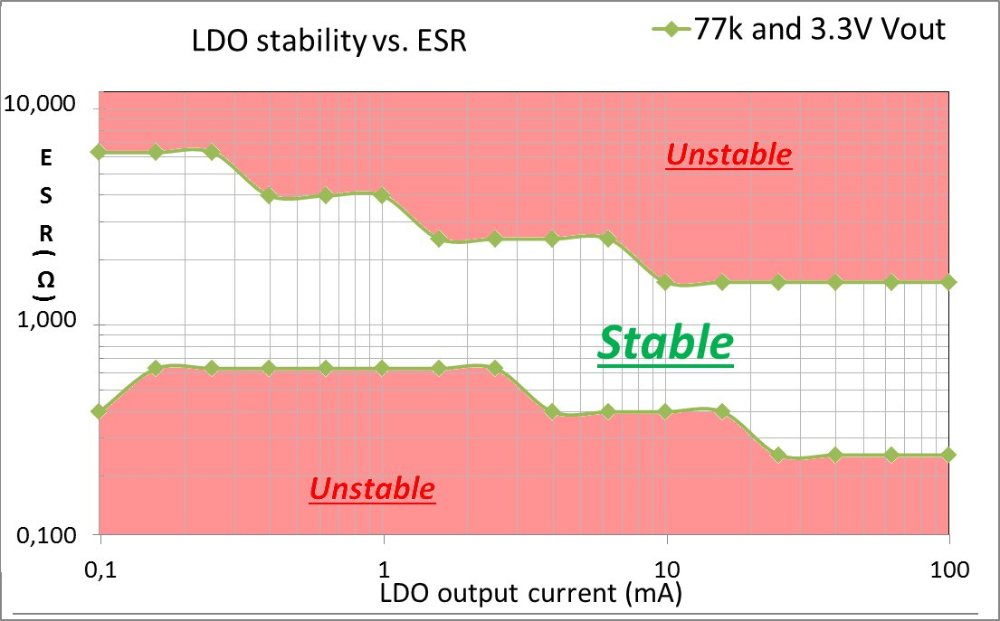 LDO stability vs. ESR
77k and 3.3V Vout
10,000
1,000
0,100
ESR(Ω)
Unstable
Stable
Unstable
0,1
1
10
100
LDO output current (mA)